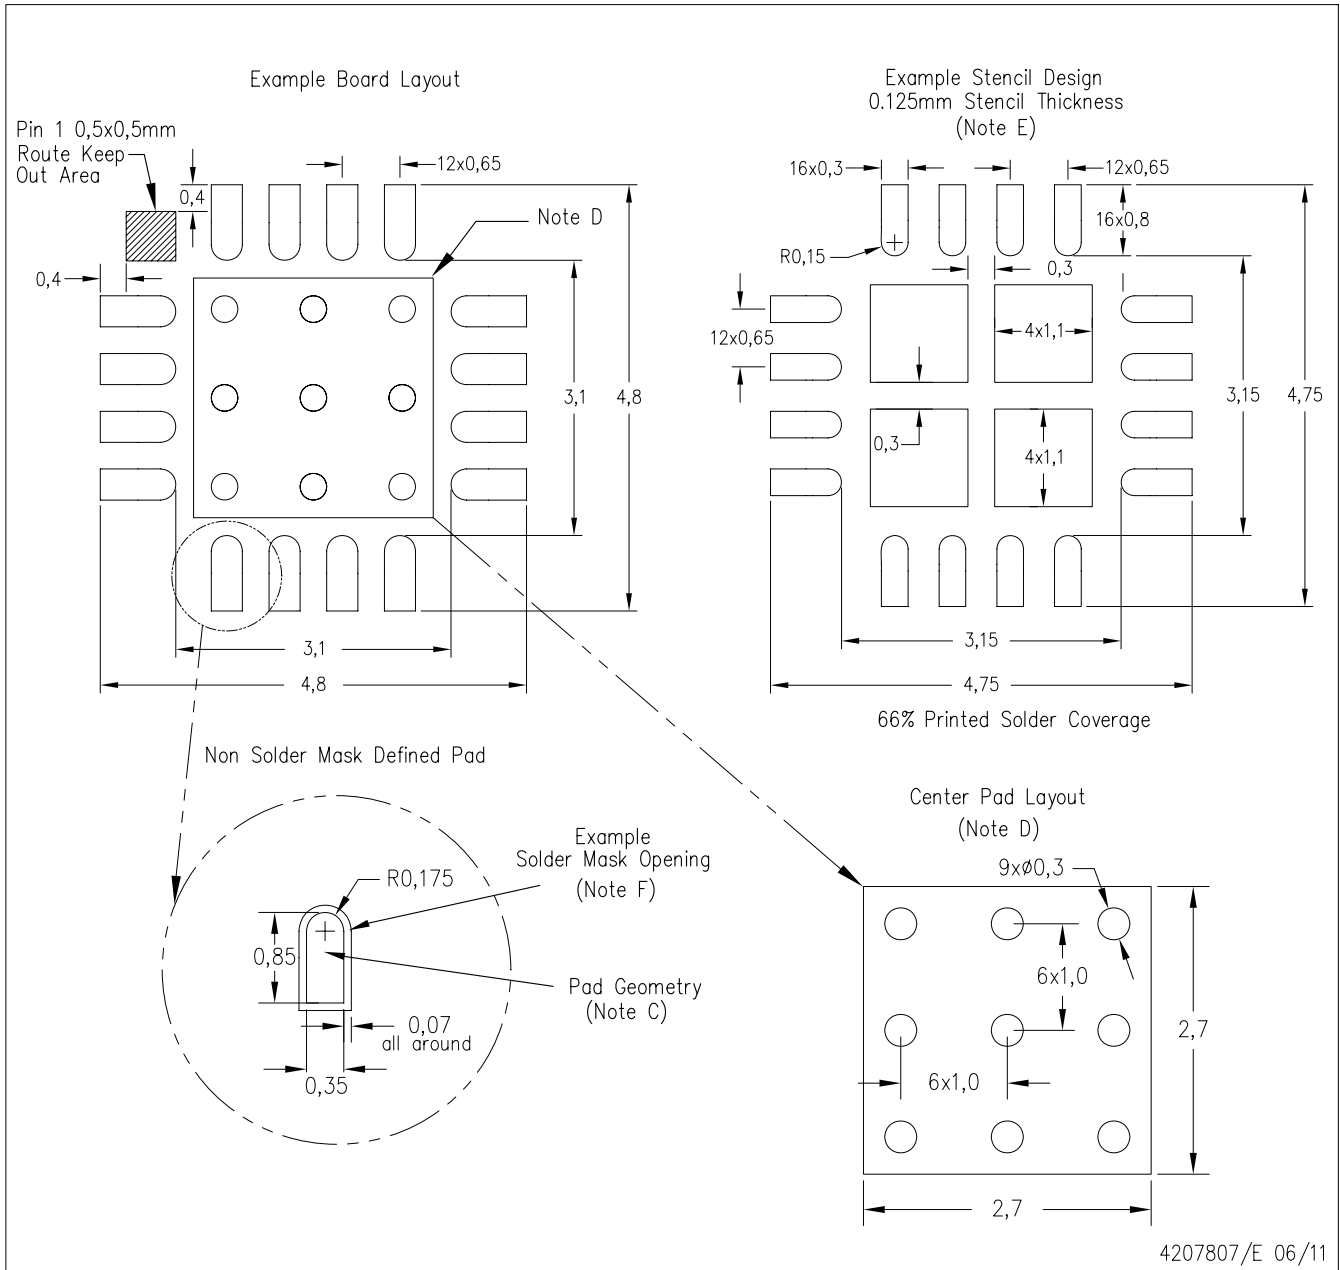 Example Board Layout
Pin 1 0,5x0,5mm
Route Keep
Out Area
0,4
12x0,65
Note D
0,4
3,1
4,8
3,1
4,8
Example Stencil Design
0.125mm Stencil Thickness
(Note E)
16x0,3
12x0,65
16x0,8
R0,15
0,3
12x0,65
4x1,1
3,15
4,75
0,3
4x1,1
3,15
4,75
66% Printed Solder Coverage
Non Solder Mask Defined Pad
Example
Solder Mask Opening
(Note F)
R0,175
0,85
Pad Geometry
(Note C)
0,07
all around
0,35
Center Pad Layout
(Note D)
9xø0,3
6x1,0
6x1,0
2,7
2,7
4207807/E 06/11